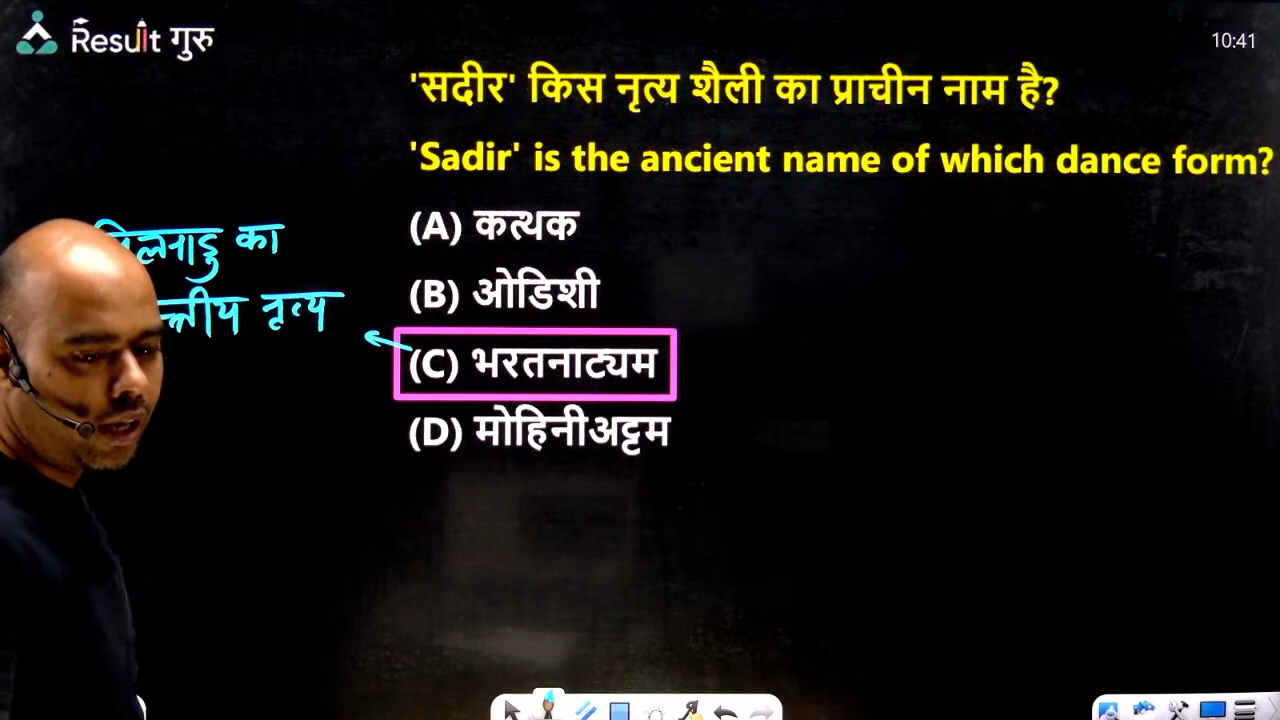 Result गुरु
10:41
'सदीर' किस नृत्य शैली का प्राचीन नाम है?
'Sadir' is the ancient name of which dance form?
(A) कत्थक
(B) ओडिशी
(C) भरतनाट्यम
(D) मोहिनीअट्टम
का
नृत्य